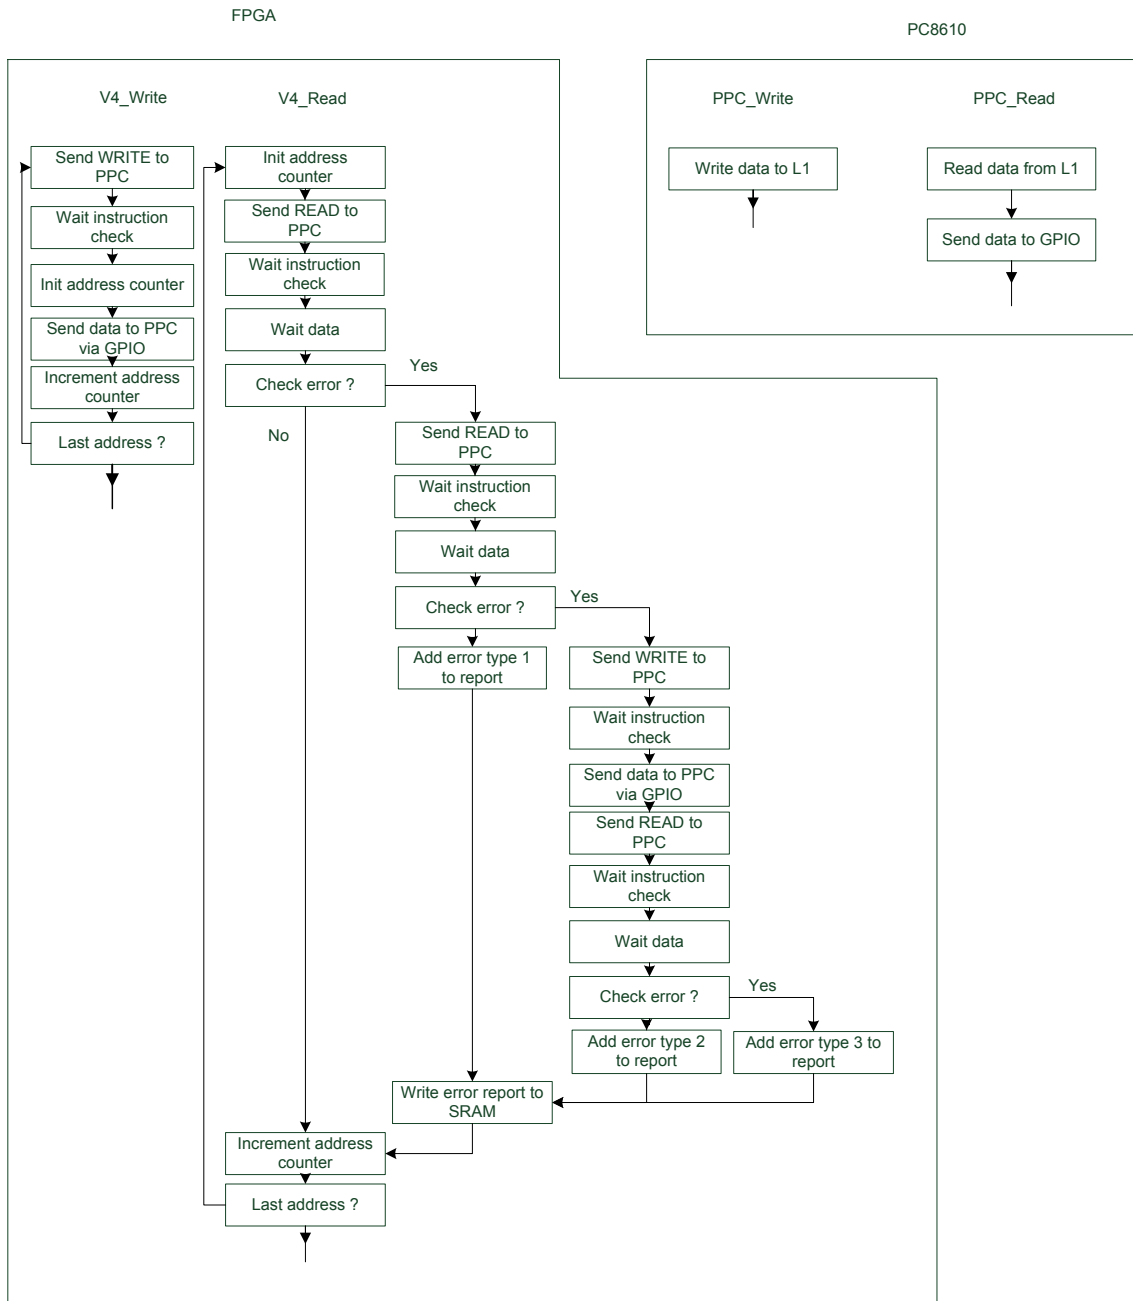 FPGA
PC8610
V4_Write
V4_Read
PPC_Write
PPC_Read
Send WRITE to
PPC
Wait instruction
check
Init address counter
Send data to PPC
via GPIO
Increment address
counter
Last address ?
Init address
counter
Send READ to
PPC
Wait instruction
check
Wait data
Check error ?
Yes
No
Send READ to
PPC
Wait instruction
check
Wait data
Check error ?
Yes
Add error type 1
to report
Send WRITE to
PPC
Wait instruction
check
Send data to PPC
via GPIO
Send READ to
PPC
Wait instruction
check
Wait data
Check error ?
Yes
Add error type 2
to report
Add error type 3 to
report
Write error report to
SRAM
Increment address
counter
Last address ?
Write data to L1
Read data from L1
Send data to GPIO